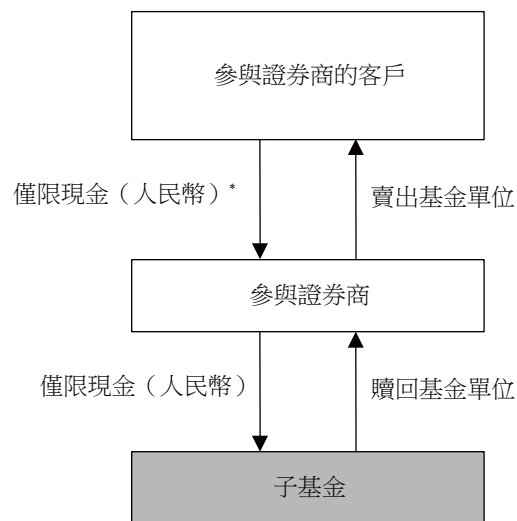 參與證券商的客戶
僅限現金（人民幣）*
賣出基金單位
參與證券商
僅限現金（人民幣）
贖回基金單位
子基金